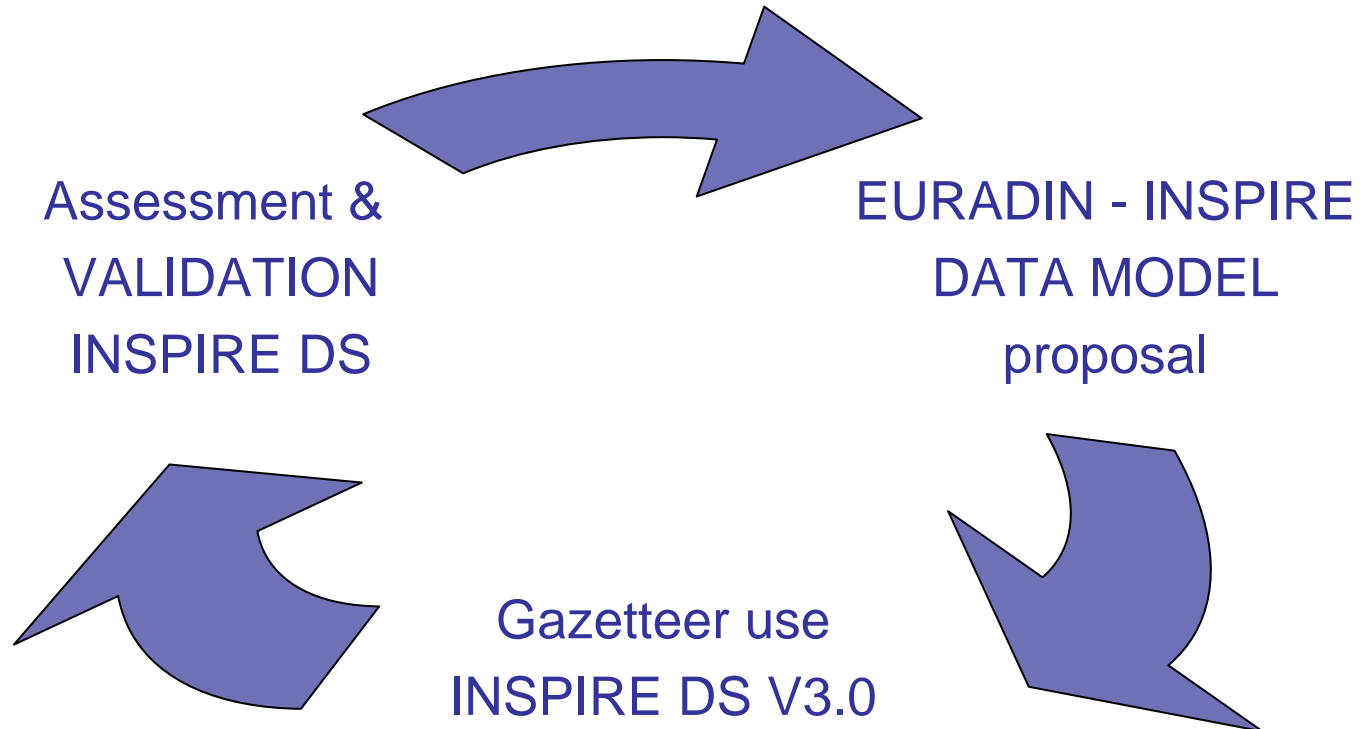 Assessment &
VALIDATION
INSPIRE DS
EURADIN - INSPIRE
DATA MODEL
proposal
Gazetteer use
INSPIRE DS V3.0